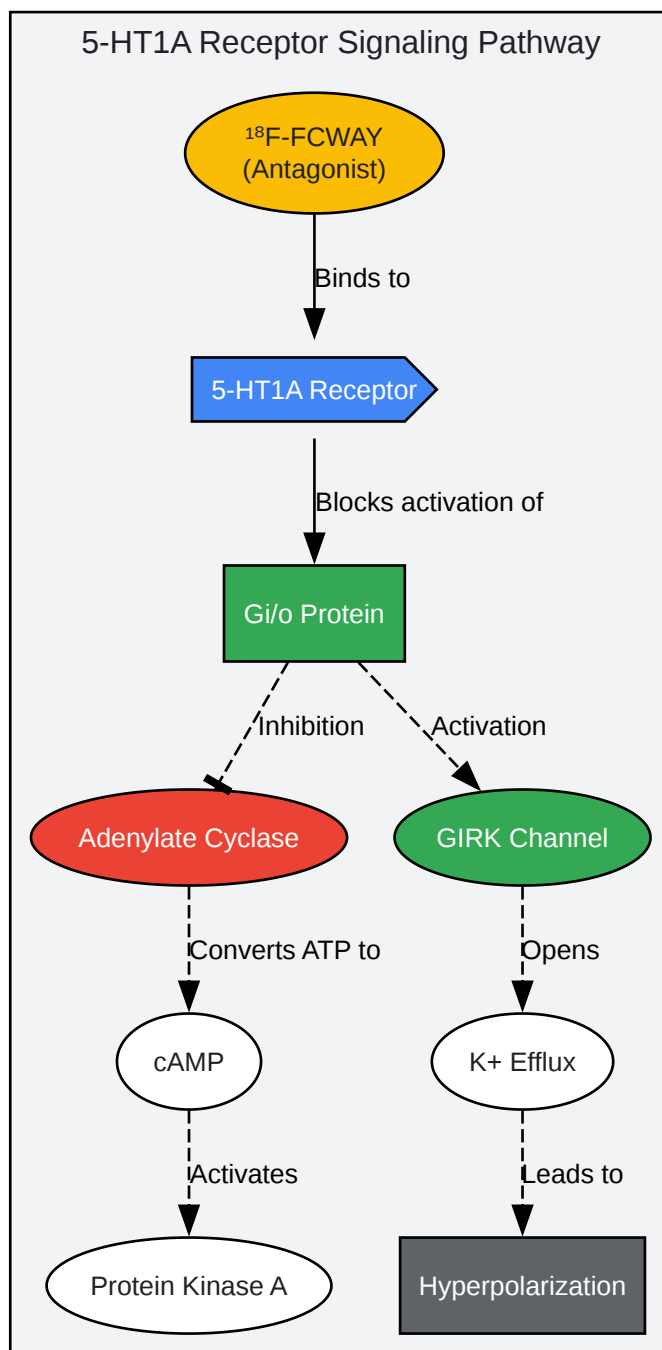 5-HT1A Receptor Signaling Pathway
¹⁸F-FCWAY
(Antagonist)
Binds to
5-HT1A Receptor
Blocks activation of
Gi/o Protein
Inhibition
Activation
Adenylate Cyclase
GIRK Channel
Converts ATP to
Opens
cAMP
K+ Efflux
Activates
Leads to
Protein Kinase A
Hyperpolarization